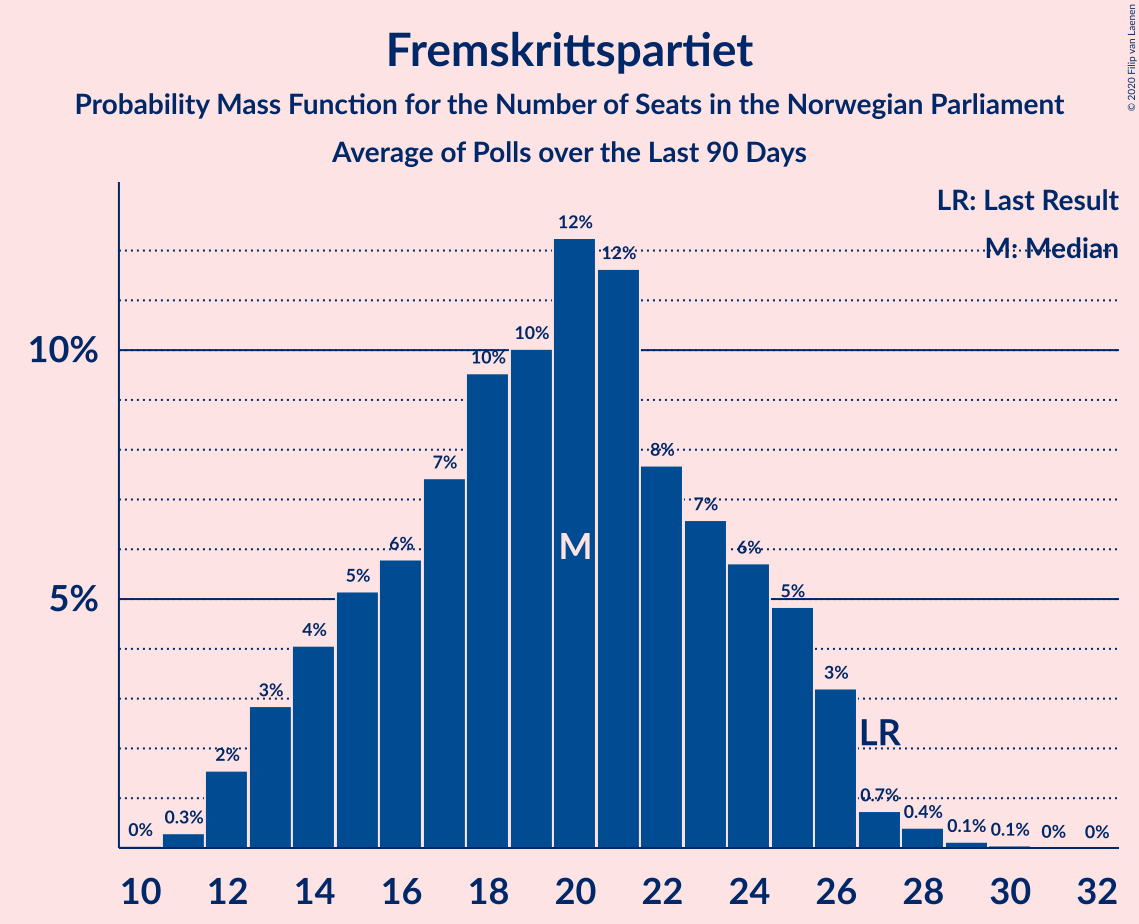 Fremskrittspartiet
Probability Mass Function for the Number of Seats in the Norwegian Parliament
Average of Polls over the Last 90 Days
© 2020 Filip van Laenen
LR: Last Result
M: Median
10%
5%
0% 0.3% 2% 3% 4% 5% 6% 7% 10% 10% 12% 12% 8% 7% 6% 5% 3% 0.7% 0.4% 0.1% 0.1% 0% 0%
M
LR
10 12 14 16 18 20 22 24 26 28 30 32